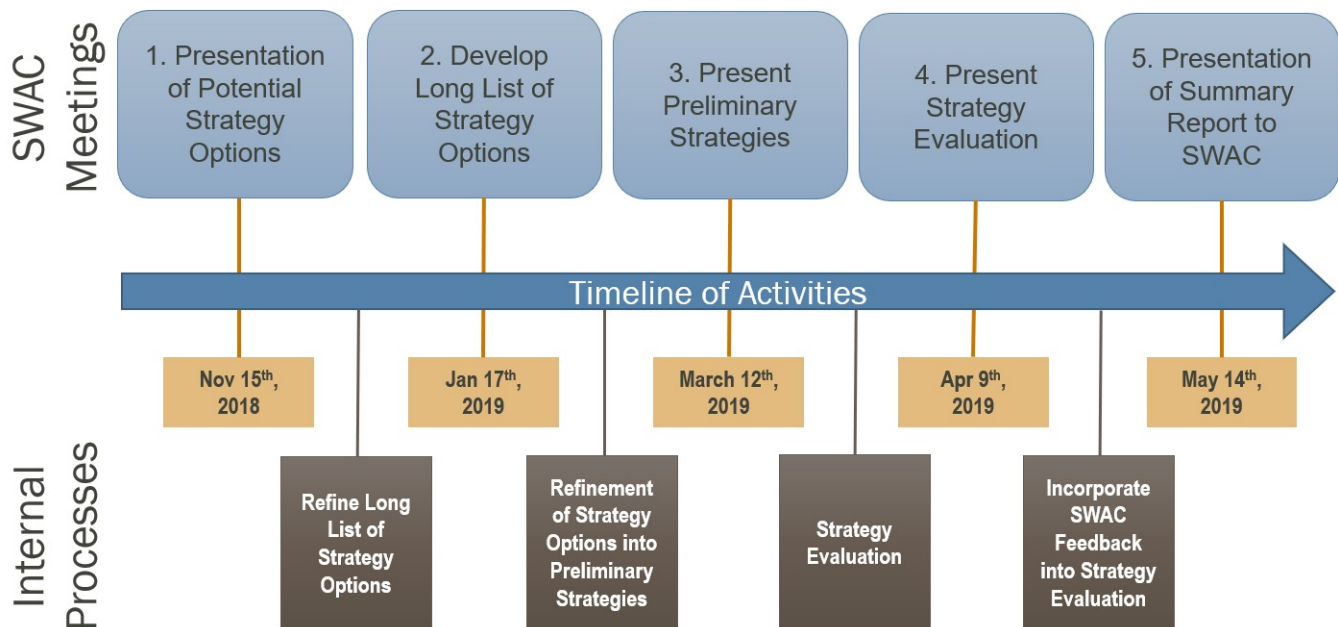 SWAC
Meetings
1. Presentation
of Potential
Strategy
Options
2. Develop
Long List of
Strategy
Options
3. Present
Preliminary
Strategies
4. Present
Strategy
Evaluation
5. Presentation
of Summary
Report to
SWAC
Timeline of Activities
Nov 15th,
2018
Jan 17th,
2019
March 12th,
2019
Apr 9th,
2019
May 14th,
2019
Internal
Processes
Refine Long
List of
Strategy
Options
Refinement
of Strategy
Options into
Preliminary
Strategies
Strategy
Evaluation
Incorporate
SWAC
Feedback
into Strategy
Evaluation